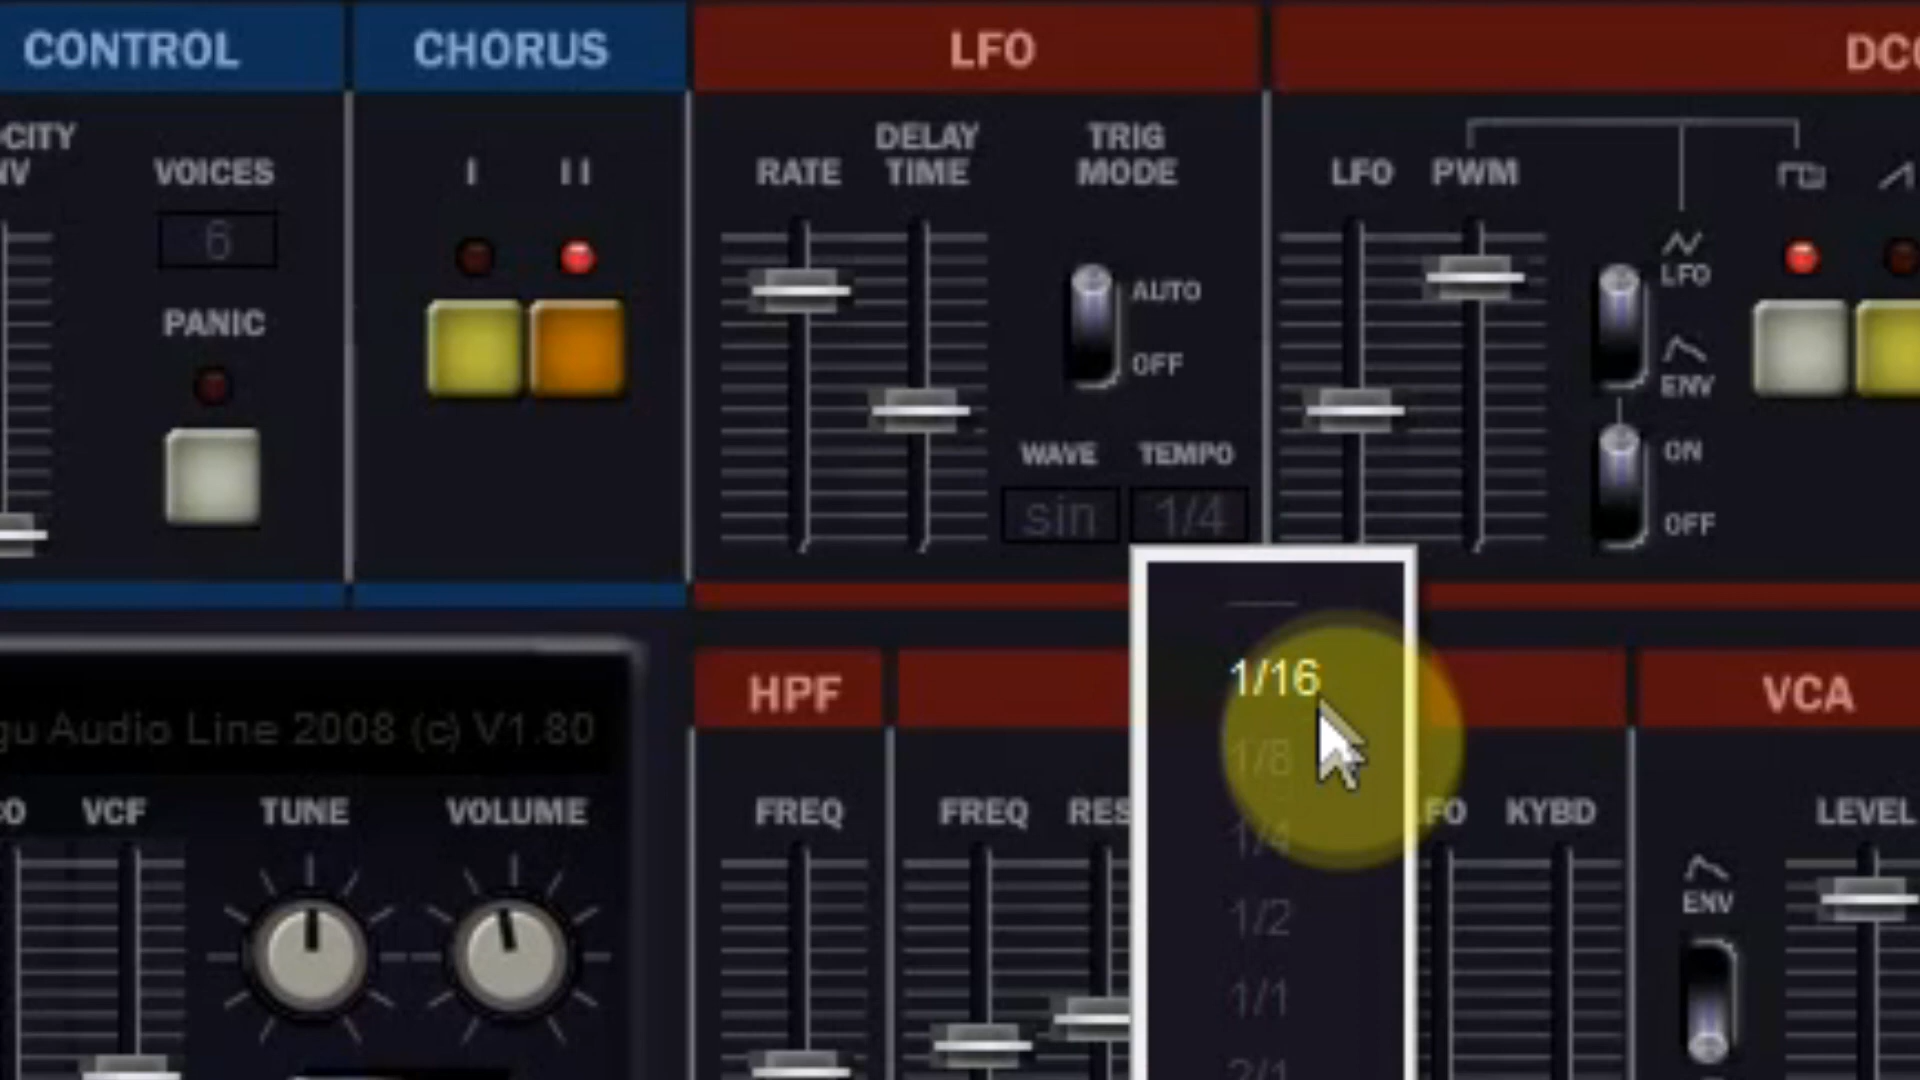 CONTROL
CHORUS
LFO
VOICES
6
PANIC
I
II
RATE
DELAY
TIME
TRIG
MODE
AUTO
OFF
WAVE
TEMPO
sin
1/4
LFO
PWM
LFO
ENV
ON
OFF
1/16
1/8
1/4
1/2
1/1
2/1
Audio Line 2008 (c) V1.80
VCF
TUNE
VOLUME
HPF
FREQ
FREQ
KYBD
VCA
ENV
LEVEL